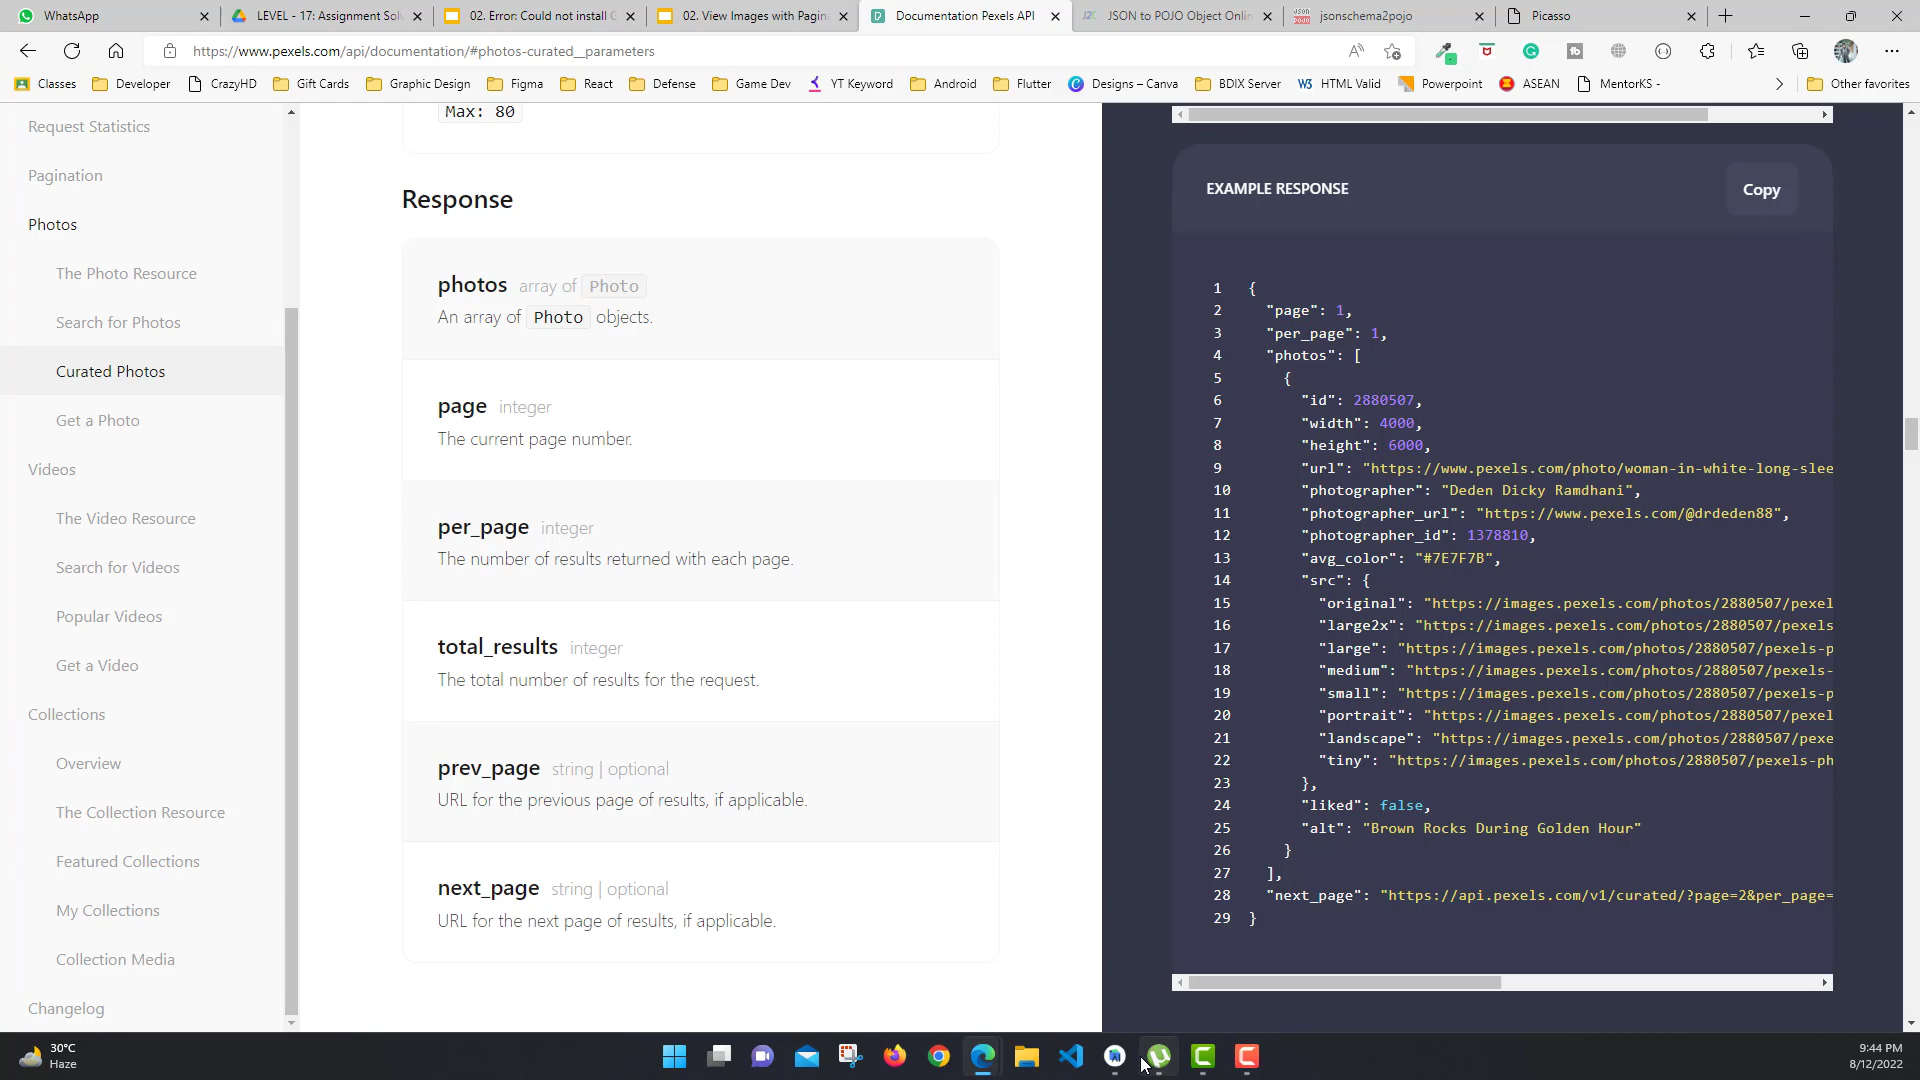 WhatsApp
LEVEL - 17: Assignment Sol
02. Error: Could not install
02. View Images with Pagin
Documentation Pexels API
JSON to POJO Object Onlin
jsonschema2pojo
Picasso
https://www.pexels.com/api/documentation/#photos-curated__parameters
Classes
Developer
CrazyHD
Gift Cards
Graphic Design
Figma
React
Defense
Game Dev
YT Keyword
Android
Flutter
Designs – Canva
BDIX Server
HTML Valid
Powerpoint
ASEAN
MentorKS -
Other favorites
Request Statistics
Pagination
Photos
The Photo Resource
Search for Photos
Curated Photos
Get a Photo
Videos
The Video Resource
Search for Videos
Popular Videos
Get a Video
Collections
Overview
The Collection Resource
Featured Collections
My Collections
Collection Media
Changelog
Max: 80
Response
photos array of Photo
An array of Photo objects.
page integer
The current page number.
per_page integer
The number of results returned with each page.
total_results integer
The total number of results for the request.
prev_page string | optional
URL for the previous page of results, if applicable.
next_page string | optional
URL for the next page of results, if applicable.
EXAMPLE RESPONSE
Copy
1 {
2 "page": 1,
3 "per_page": 1,
4 "photos": [
5 {
6 "id": 2880507,
7 "width": 4000,
8 "height": 6000,
9 "url": "https://www.pexels.com/photo/woman-in-white-long-slee
10 "photographer": "Deden Dicky Ramdhani",
11 "photographer_url": "https://www.pexels.com/@drdeden88",
12 "photographer_id": 1378810,
13 "avg_color": "#7E7F7B",
14 "src": {
15 "original": "https://images.pexels.com/photos/2880507/pexel
16 "large2x": "https://images.pexels.com/photos/2880507/pexels
17 "large": "https://images.pexels.com/photos/2880507/pexels-p
18 "medium": "https://images.pexels.com/photos/2880507/pexels-
19 "small": "https://images.pexels.com/photos/2880507/pexels-p
20 "portrait": "https://images.pexels.com/photos/2880507/pexel
21 "landscape": "https://images.pexels.com/photos/2880507/pexe
22 "tiny": "https://images.pexels.com/photos/2880507/pexels-ph
23 },
24 "liked": false,
25 "alt": "Brown Rocks During Golden Hour"
26 }
27 ],
28 "next_page": "https://api.pexels.com/v1/curated/?page=2&per_page=
29 }
30°C
Haze
9:44 PM
8/12/2022